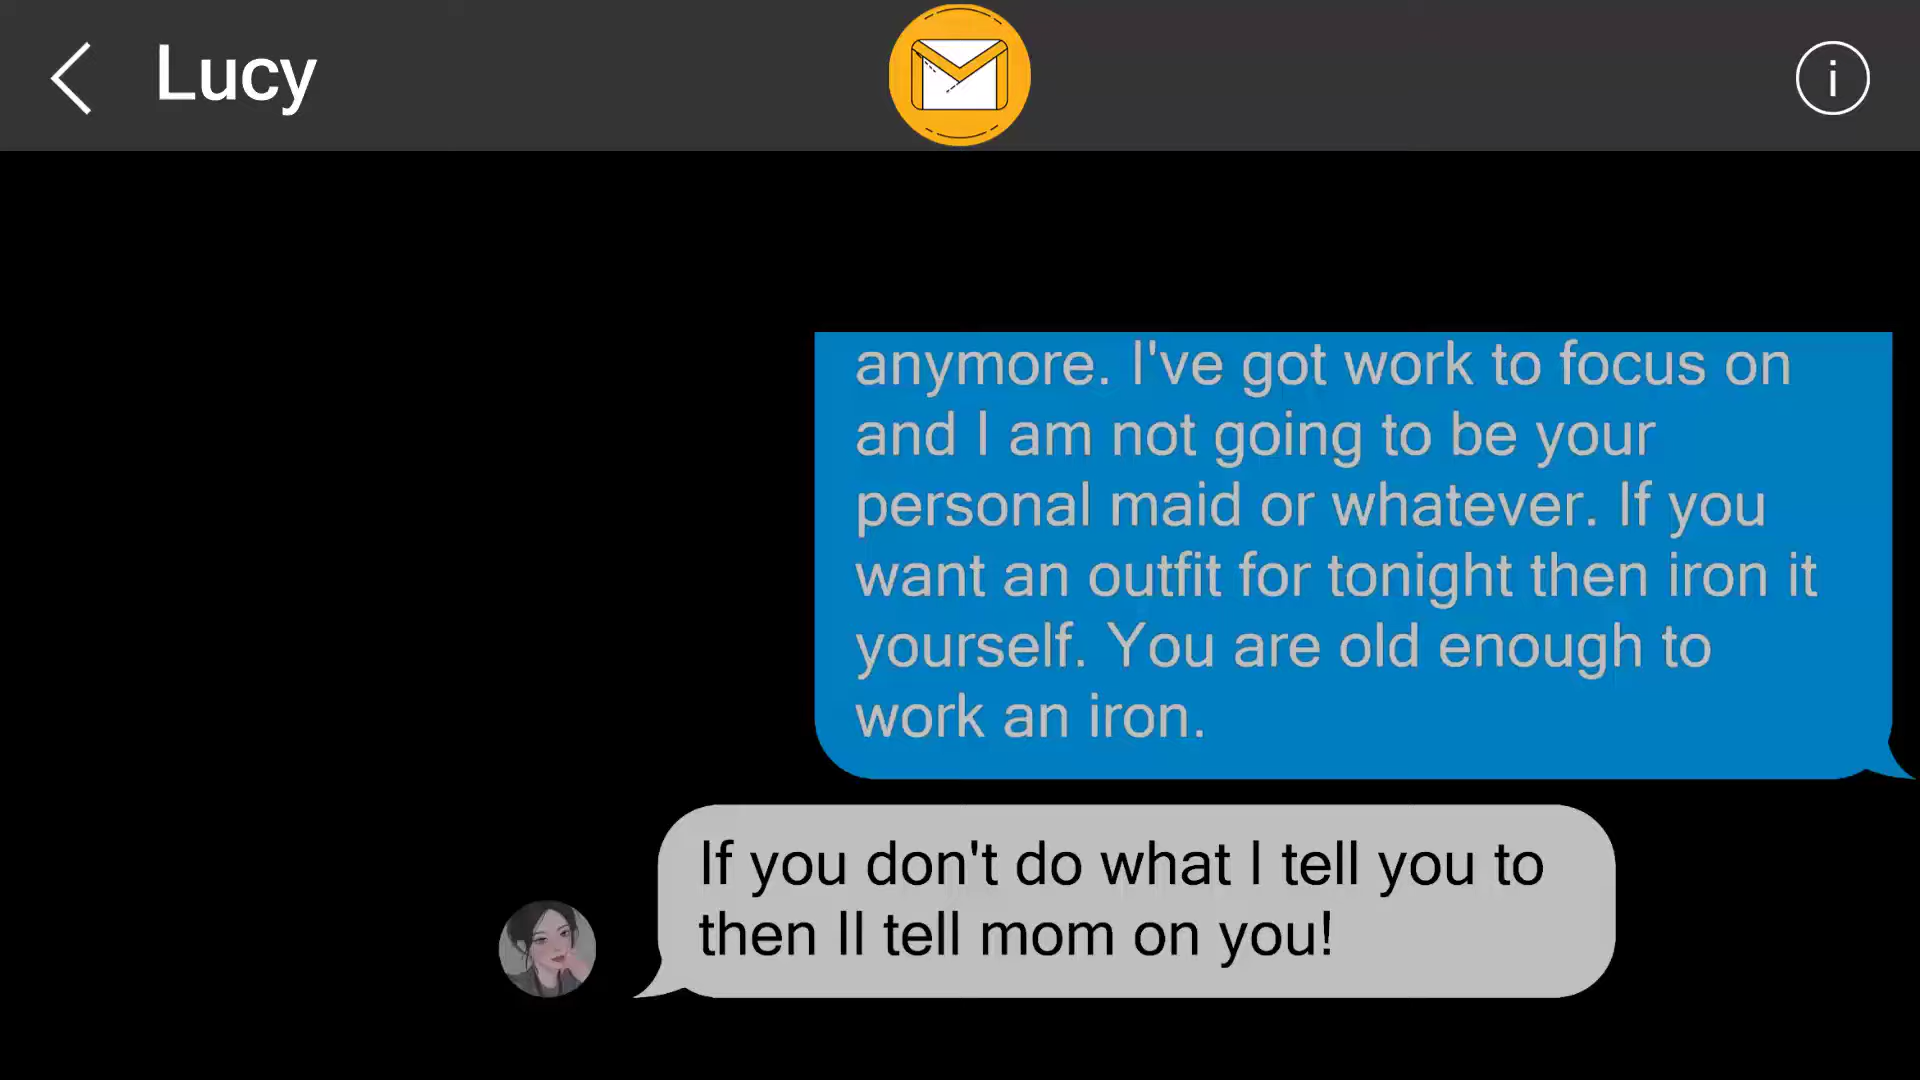 Lucy
i
anymore. I've got work to focus on
and I am not going to be your
personal maid or whatever. If you
want an outfit for tonight then iron it
yourself. You are old enough to
work an iron.
If you don't do what I tell you to
then Il tell mom on you!